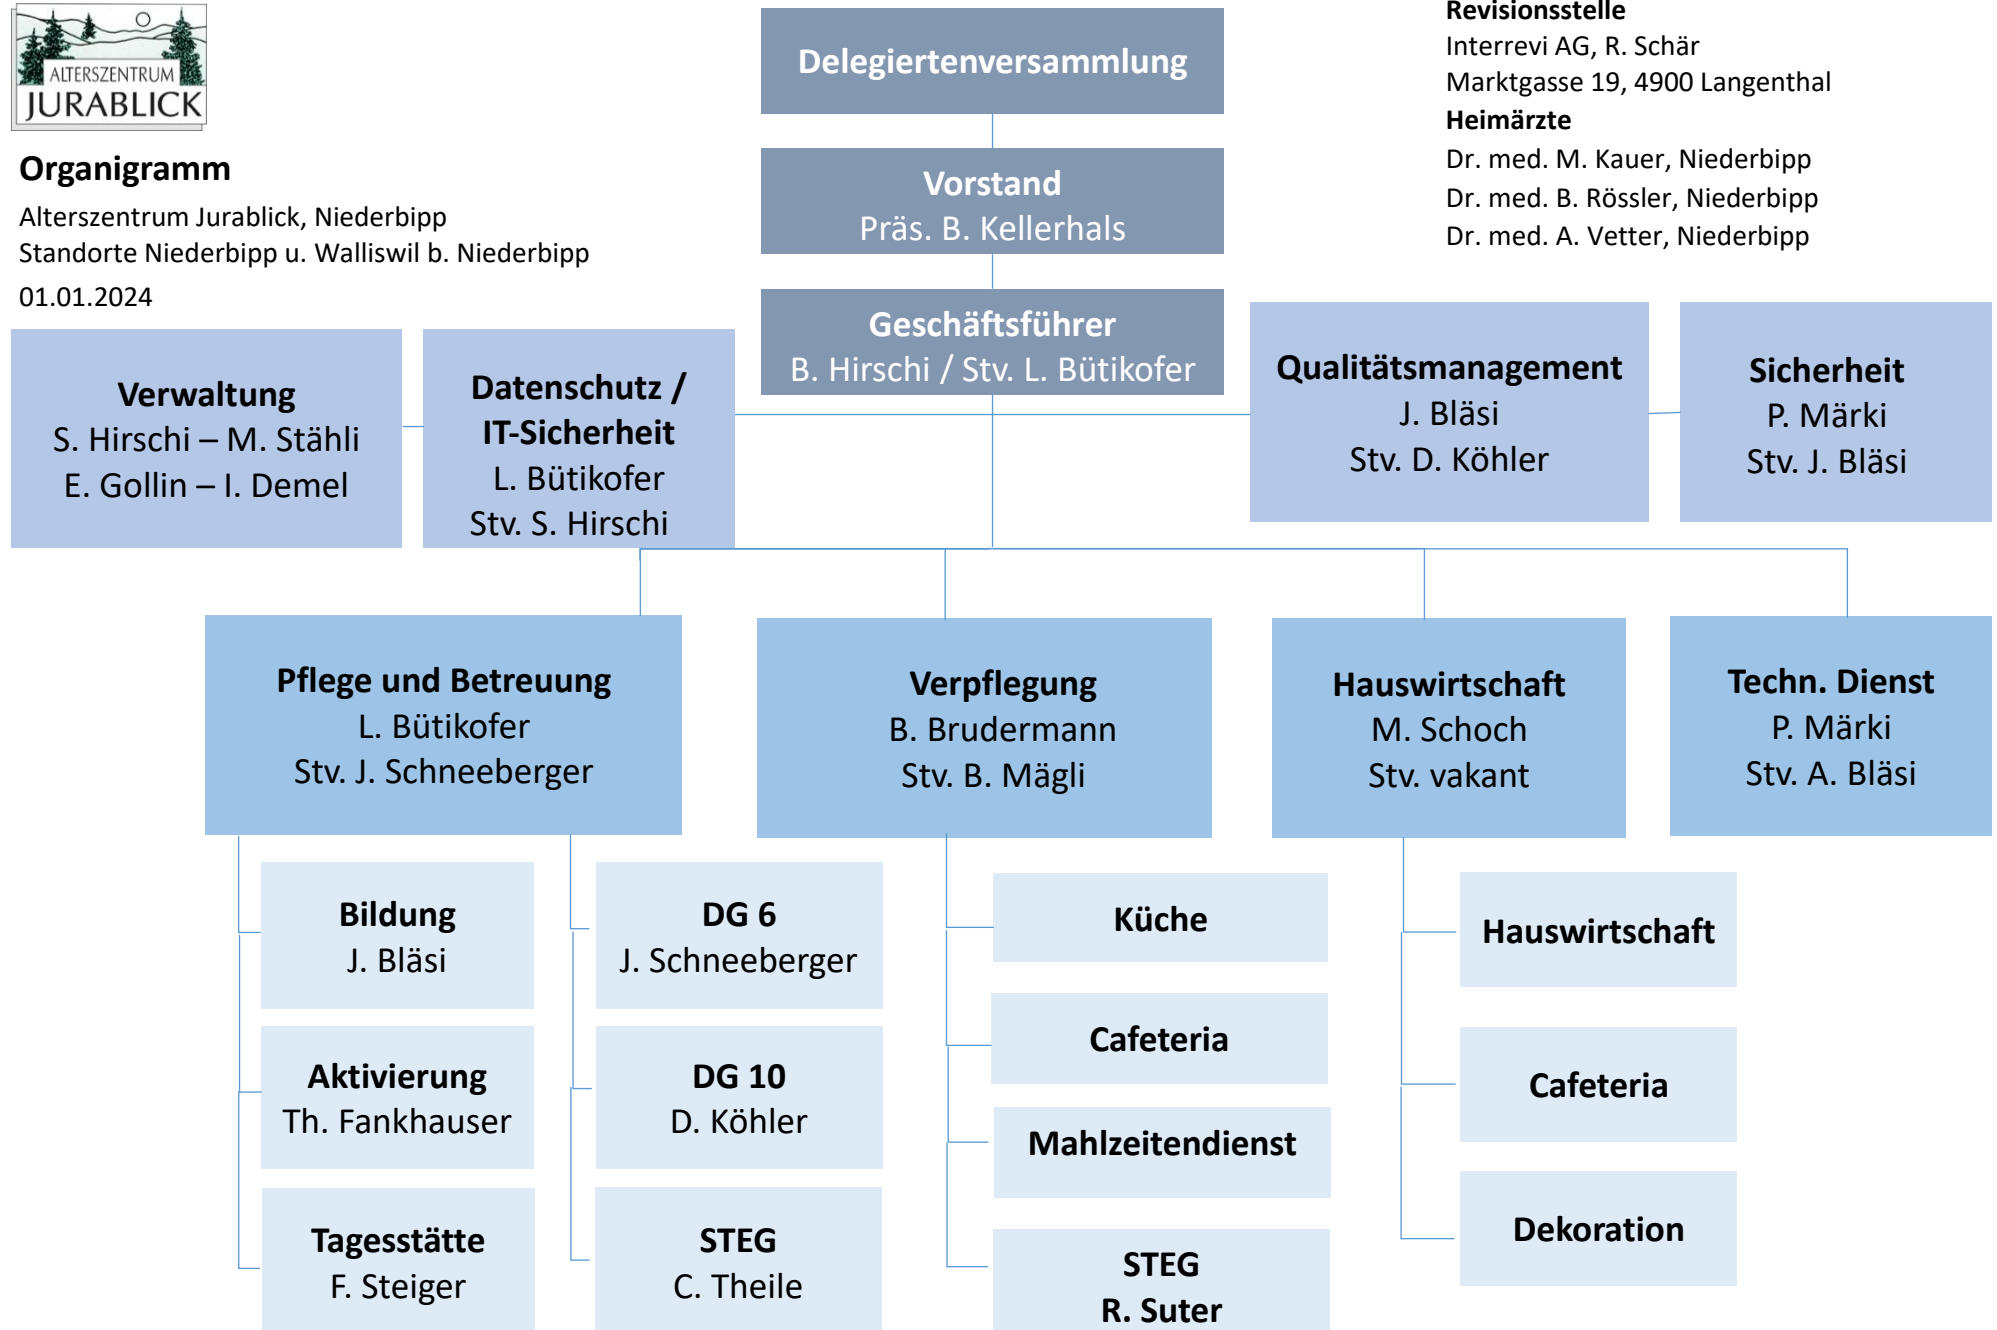 ALTERSZENTRUM
JURABLICK
Organigramm
Alterszentrum Jurablick, Niederbipp
Standorte Niederbipp u. Walliswil b. Niederbipp
01.01.2024
Delegiertenversammlung
Vorstand
Präs. B. Kellerhals
Geschäftsführer
B. Hirschi / Stv. L. Bütikofer
Revisionsstelle
Interrevi AG, R. Schär
Marktgasse 19, 4900 Langenthal
Heimärzte
Dr. med. M. Kauer, Niederbipp
Dr. med. B. Rössler, Niederbipp
Dr. med. A. Vetter, Niederbipp
Verwaltung
S. Hirschi – M. Stähli
E. Gollin – I. Demel
Datenschutz /
IT-Sicherheit
L. Bütikofer
Stv. S. Hirschi
Qualitätsmanagement
J. Bläsi
Stv. D. Köhler
Sicherheit
P. Märki
Stv. J. Bläsi
Pflege und Betreuung
L. Bütikofer
Stv. J. Schneeberger
Verpflegung
B. Brudermann
Stv. B. Mägli
Hauswirtschaft
M. Schoch
Stv. vakant
Techn. Dienst
P. Märki
Stv. A. Bläsi
Bildung
J. Bläsi
Aktivierung
Th. Fankhauser
Tagesstätte
F. Steiger
DG 6
J. Schneeberger
DG 10
D. Köhler
STEG
C. Theile
Küche
Cafeteria
Mahlzeitendienst
STEG
R. Suter
Hauswirtschaft
Cafeteria
Dekoration